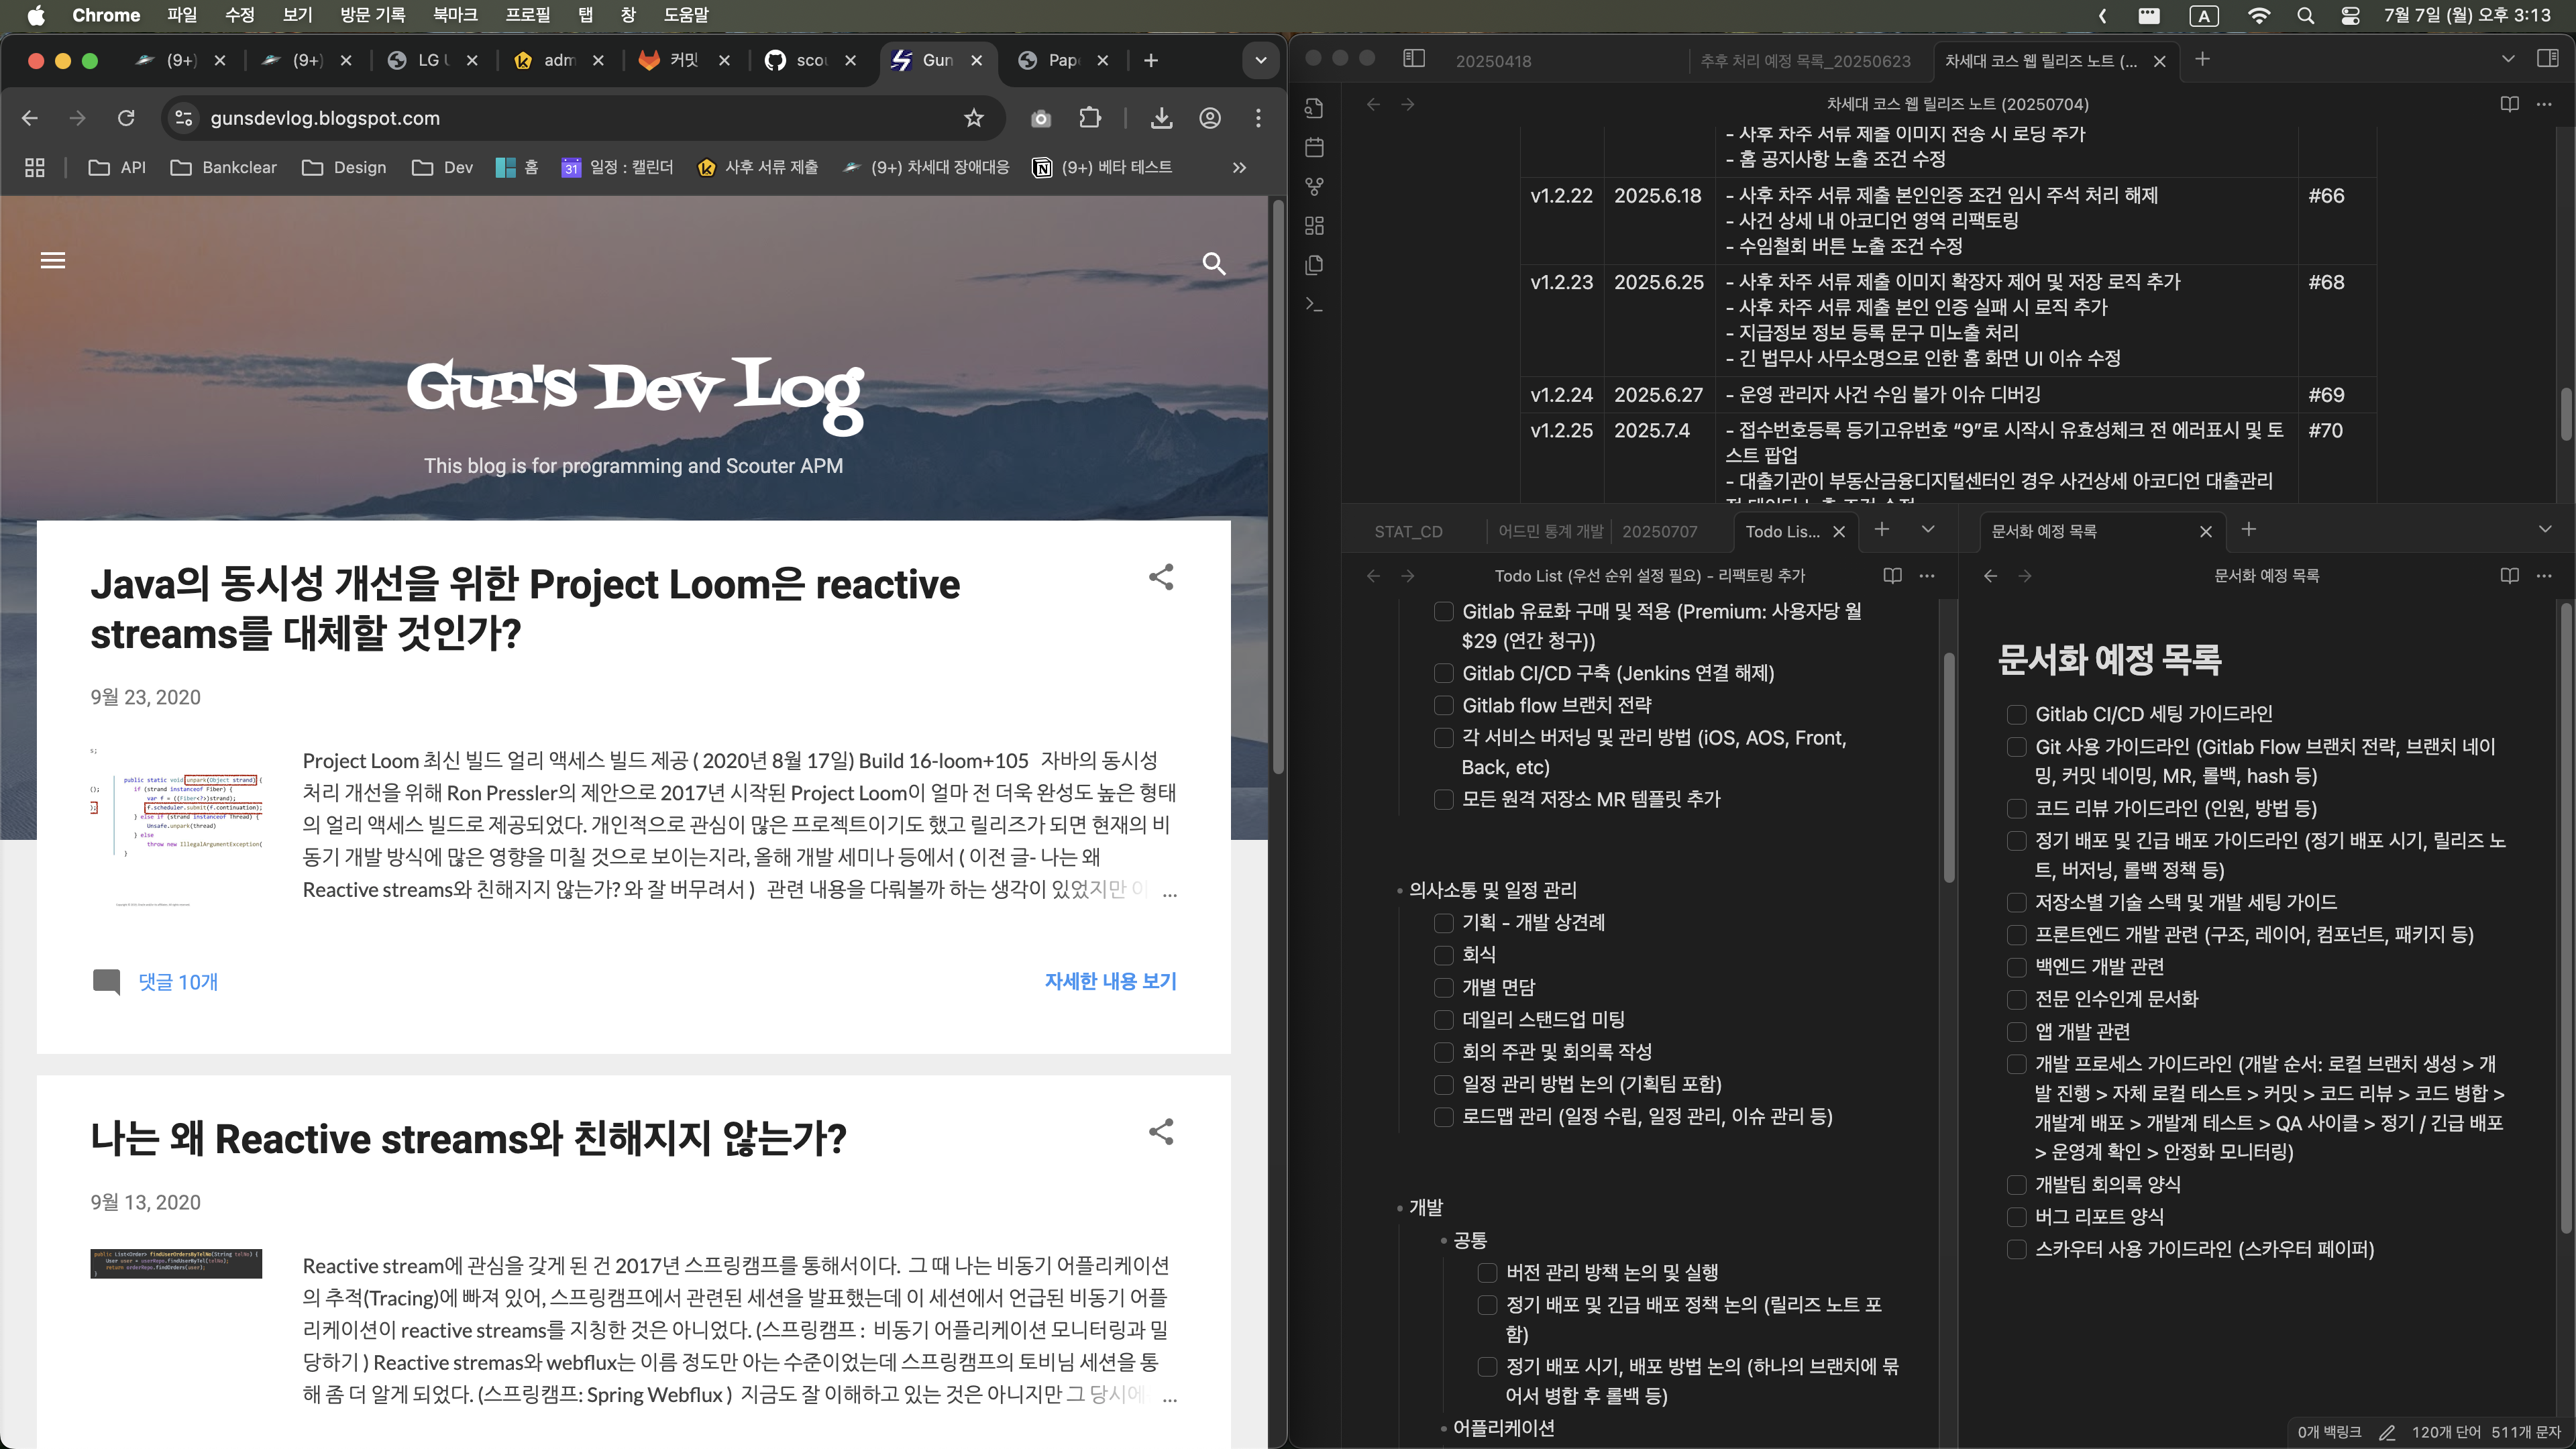 Chrome 파일 수정 보기 방문 기록 북마크 프로필 탭 창 도움말
A 7월 7일 (월) 오후 3:13
(9+) (9+) LG adm 커밋 Gun
gunsdevlog.blogspot.com
API Bankclear Design Dev 홈 31 일정 : 캘린더 사후 서류 제출 (9+) 차세대 장애대응 (9+) 베타 테스트
Gun's Dev Log
This blog is for programming and Scouter APM
Java의 동시성 개선을 위한 Project Loom은 reactive
streams를 대체할 것인가?
9월 23, 2020
s;
public static void unpark(Object strand) {
();
if (strand instanceof Fiber) {
var f = ((Fiber<?>)strand);
f.scheduler.submit(f.continuation);
} else if (strand instanceof Thread) {
Unsafe.unpark(thread)
} else
throw new IllegalArgumentException(
}
Project Loom 최신 빌드 얼리 액세스 빌드 제공 ( 2020년 8월 17일) Build 16-loom+105 자바의 동시성
처리 개선을 위해 Ron Pressler의 제안으로 2017년 시작된 Project Loom이 얼마 전 더욱 완성도 높은 형태
의 얼리 액세스 빌드로 제공되었다. 개인적으로 관심이 많은 프로젝트이기도 했고 릴리즈가 되면 현재의 비
동기 개발 방식에 많은 영향을 미칠 것으로 보이는지라, 올해 개발 세미나 등에서 ( 이전 글- 나는 왜
Reactive streams와 친해지지 않는가? 와 잘 버무려서 ) 관련 내용을 다뤄볼까 하는 생각이 있었지만 ...
댓글 10개
자세한 내용 보기
나는 왜 Reactive streams와 친해지지 않는가?
9월 13, 2020
public List<Order> findUserOrdersByTelNo(String telNo) {
User user = userRepo.findUserByTel(telNo);
return orderRepo.findOrders(user);
}
Reactive stream에 관심을 갖게 된 건 2017년 스프링캠프를 통해서이다. 그 때 나는 비동기 어플리케이션
의 추적(Tracing)에 빠져 있어, 스프링캠프에서 관련된 세션을 발표했는데 이 세션에서 언급된 비동기 어플
리케이션이 reactive streams를 지칭한 것은 아니었다. (스프링캠프 : 비동기 어플리케이션 모니터링과 밀
당하기 ) Reactive stremas와 webflux는 이름 정도만 아는 수준이었는데 스프링캠프의 토비님 세션을 통
해 좀 더 알게 되었다. (스프링캠프: Spring Webflux ) 지금도 잘 이해하고 있는 것은 아니지만 그 당시에 ...
20250418 추후 처리 예정 목록_20250623 차세대 코스 웹 릴리즈 노트 (...
차세대 코스 웹 릴리즈 노트 (20250704)
- 사후 차주 서류 제출 이미지 전송 시 로딩 추가
- 홈 공지사항 노출 조건 수정
v1.2.22 2025.6.18 - 사후 차주 서류 제출 본인인증 조건 임시 주석 처리 해제 #66
- 사건 상세 내 아코디언 영역 리팩토링
- 수임철회 버튼 노출 조건 수정
v1.2.23 2025.6.25 - 사후 차주 서류 제출 이미지 확장자 제어 및 저장 로직 추가 #68
- 사후 차주 서류 제출 본인 인증 실패 시 로직 추가
- 지급정보 정보 등록 문구 미노출 처리
- 긴 법무사 사무소명으로 인한 홈 화면 UI 이슈 수정
v1.2.24 2025.6.27 - 운영 관리자 사건 수임 불가 이슈 디버깅 #69
v1.2.25 2025.7.4 - 접수번호등록 등기고유번호 “9”로 시작시 유효성체크 전 에러표시 및 토 #70
스트 팝업
- 대출기관이 부동산금융디지털센터인 경우 사건상세 아코디언 대출관리
STAT_CD 어드민 통계 개발 20250707 Todo Lis...
Todo List (우선 순위 설정 필요) - 리팩토링 추가
Gitlab 유료화 구매 및 적용 (Premium: 사용자당 월
$29 (연간 청구))
Gitlab CI/CD 구축 (Jenkins 연결 해제)
Gitlab flow 브랜치 전략
각 서비스 버저닝 및 관리 방법 (iOS, AOS, Front,
Back, etc)
모든 원격 저장소 MR 템플릿 추가
의사소통 및 일정 관리
기획 - 개발 상견례
회식
개별 면담
데일리 스탠드업 미팅
회의 주관 및 회의록 작성
일정 관리 방법 논의 (기획팀 포함)
로드맵 관리 (일정 수립, 일정 관리, 이슈 관리 등)
개발
공통
버전 관리 방책 논의 및 실행
정기 배포 및 긴급 배포 정책 논의 (릴리즈 노트 포
함)
정기 배포 시기, 배포 방법 논의 (하나의 브랜치에 묶
어서 병합 후 롤백 등)
어플리케이션
문서화 예정 목록
문서화 예정 목록
문서화 예정 목록
Gitlab CI/CD 세팅 가이드라인
Git 사용 가이드라인 (Gitlab Flow 브랜치 전략, 브랜치 네이
밍, 커밋 네이밍, MR, 롤백, hash 등)
코드 리뷰 가이드라인 (인원, 방법 등)
정기 배포 및 긴급 배포 가이드라인 (정기 배포 시기, 릴리즈 노
트, 버저닝, 롤백 정책 등)
저장소별 기술 스택 및 개발 세팅 가이드
프론트엔드 개발 관련 (구조, 레이어, 컴포넌트, 패키지 등)
백엔드 개발 관련
전문 인수인계 문서화
앱 개발 관련
개발 프로세스 가이드라인 (개발 순서: 로컬 브랜치 생성 > 개
발 진행 > 자체 로컬 테스트 > 커밋 > 코드 리뷰 > 코드 병합 >
개발계 배포 > 개발계 테스트 > QA 사이클 > 정기 / 긴급 배포
> 운영계 확인 > 안정화 모니터링)
개발팀 회의록 양식
버그 리포트 양식
스카우터 사용 가이드라인 (스카우터 페이퍼)
0개 백링크 120개 단어 511개 문자